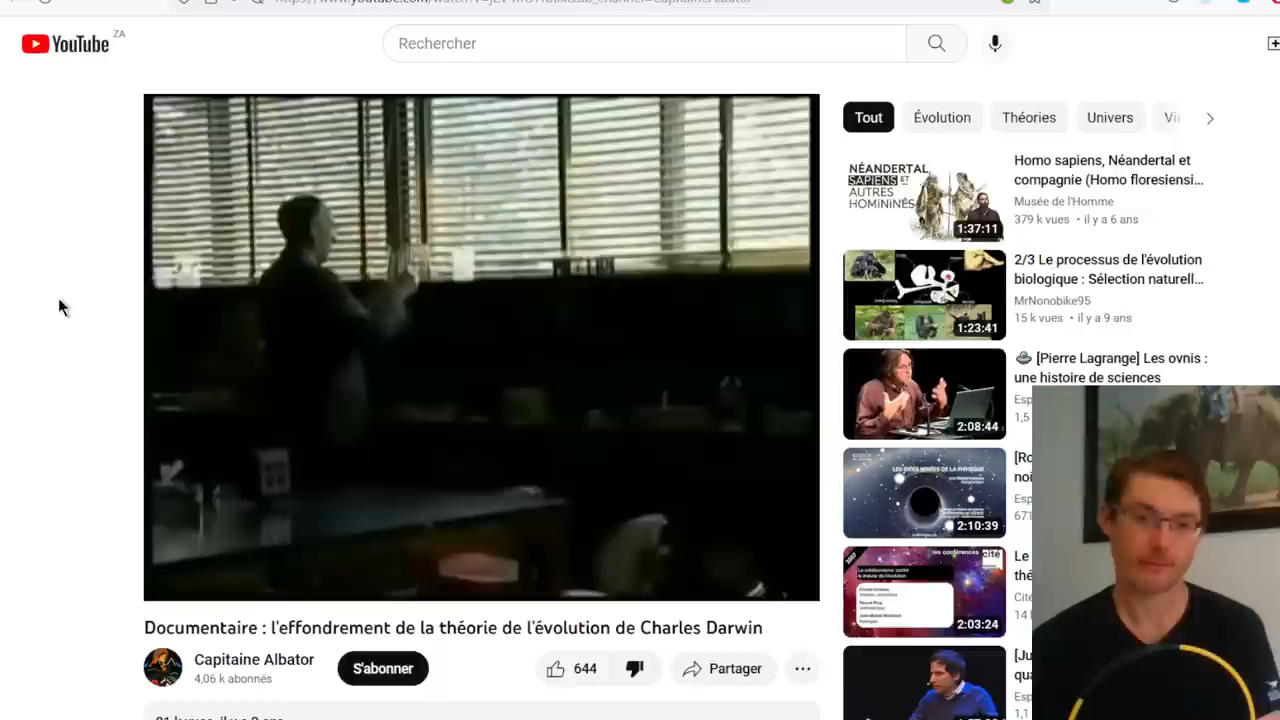 YouTube ZA
Rechercher
Tout
Évolution
Théories
Univers
Homo sapiens, Néandertal et
compagnie (Homo floresiensi...
Musée de l'Homme
379 k vues • il y a 6 ans
NÉANDERTAL,
SAPIENS ET
AUTRES
HOMININES
1:37:11
2/3 Le processus de l'évolution
biologique : Sélection naturell...
MrNonobike95
15 k vues • il y a 9 ans
1:23:41
[Pierre Lagrange] Les ovnis :
une histoire de sciences
2:08:44
2:10:39
les conférences cité
2:03:24
Documentaire : l'effondrement de la théorie de l'évolution de Charles Darwin
Capitaine Albator
4,06 k abonnés
S'abonner
644
Partager